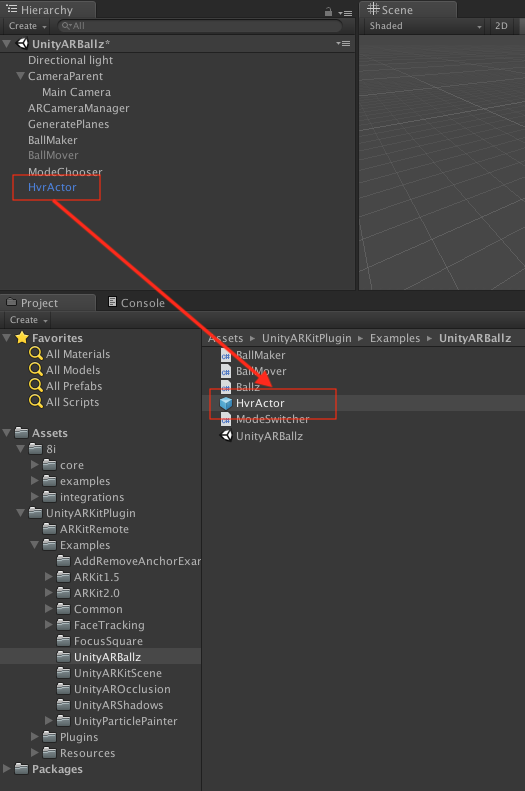 Hierarchy
Create
All
UnityARBallz*
Directional light
CameraParent
Main Camera
ARCameraManager
GeneratePlanes
BallMaker
BallMover
ModeChooser
HvrActor
Scene
Shaded
2D
Project
Console
Create
Favorites
All Materials
All Models
All Prefabs
All Scripts
Assets
8i
core
examples
integrations
UnityARKitPlugin
ARKitRemote
Examples
AddRemoveAnchorExar
ARKit1.5
ARKit2.0
Common
FaceTracking
FocusSquare
UnityARBallz
UnityARKitScene
UnityAROcclusion
UnityARShadows
UnityParticlePainter
Plugins
Resources
Packages
Assets ▸ UnityARKitPlugin ▸ Examples ▸ UnityARBallz
BallMaker
BallMover
Ballz
HvrActor
ModeSwitcher
UnityARBallz